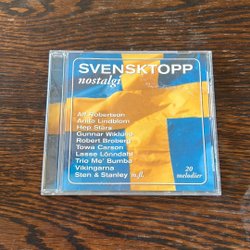 SVENSKTOPP
nostalgi
Alf Robertson
Anita Lindblom
Hep Stars
Gunnar Wiklund
Robert Broberg
Towa Carson
Lasse Lönndahl
Trio Me' Bumba
Vikingarna
Sten & Stanley m.fl.
20
melodier